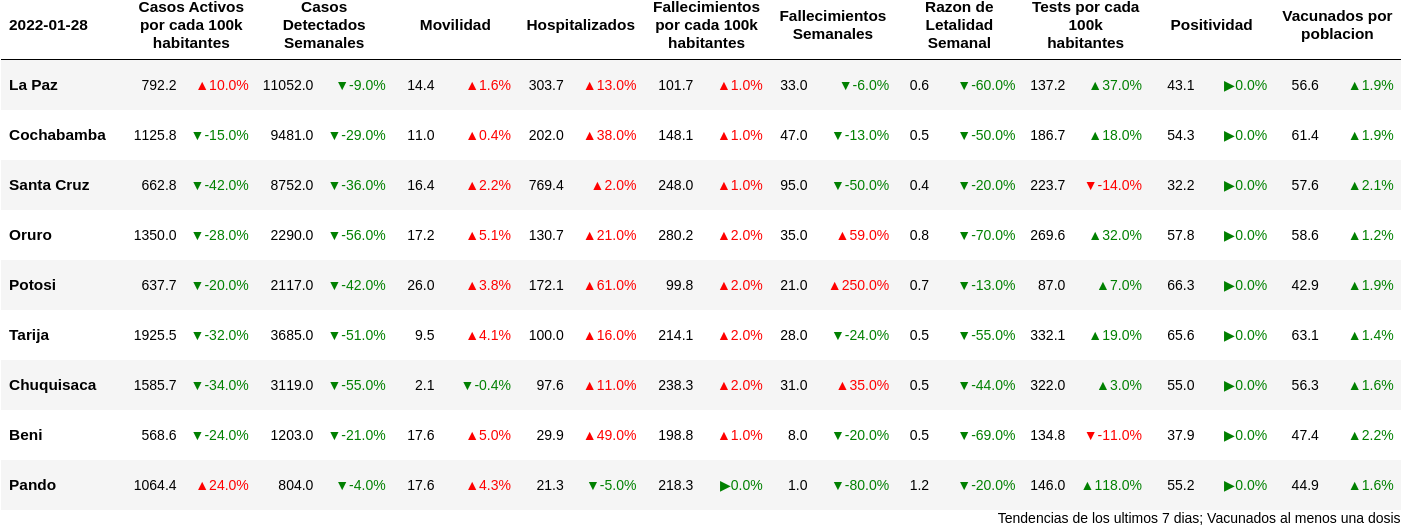 2022-01-28 Casos Activos por cada 100k habitantes Casos Detectados Semanales Movilidad Hospitalizados Fallecimientos por cada 100k habitantes Fallecimientos Semanales Razon de Letalidad Semanal Tests por cada 100k habitantes Positividad Vacunados por poblacion
La Paz 792.2 ▲10.0% 11052.0 ▼-9.0% 14.4 ▲1.6% 303.7 ▲13.0% 101.7 ▲1.0% 33.0 ▼-6.0% 0.6 ▼-60.0% 137.2 ▲37.0% 43.1 ▶0.0% 56.6 ▲1.9%
Cochabamba 1125.8 ▼-15.0% 9481.0 ▼-29.0% 11.0 ▲0.4% 202.0 ▲38.0% 148.1 ▲1.0% 47.0 ▼-13.0% 0.5 ▼-50.0% 186.7 ▲18.0% 54.3 ▶0.0% 61.4 ▲1.9%
Santa Cruz 662.8 ▼-42.0% 8752.0 ▼-36.0% 16.4 ▲2.2% 769.4 ▲2.0% 248.0 ▲1.0% 95.0 ▼-50.0% 0.4 ▼-20.0% 223.7 ▼-14.0% 32.2 ▶0.0% 57.6 ▲2.1%
Oruro 1350.0 ▼-28.0% 2290.0 ▼-56.0% 17.2 ▲5.1% 130.7 ▲21.0% 280.2 ▲2.0% 35.0 ▲59.0% 0.8 ▼-70.0% 269.6 ▲32.0% 57.8 ▶0.0% 58.6 ▲1.2%
Potosi 637.7 ▼-20.0% 2117.0 ▼-42.0% 26.0 ▲3.8% 172.1 ▲61.0% 99.8 ▲2.0% 21.0 ▲250.0% 0.7 ▼-13.0% 87.0 ▲7.0% 66.3 ▶0.0% 42.9 ▲1.9%
Tarija 1925.5 ▼-32.0% 3685.0 ▼-51.0% 9.5 ▲4.1% 100.0 ▲16.0% 214.1 ▲2.0% 28.0 ▼-24.0% 0.5 ▼-55.0% 332.1 ▲19.0% 65.6 ▶0.0% 63.1 ▲1.4%
Chuquisaca 1585.7 ▼-34.0% 3119.0 ▼-55.0% 2.1 ▼-0.4% 97.6 ▲11.0% 238.3 ▲2.0% 31.0 ▲35.0% 0.5 ▼-44.0% 322.0 ▲3.0% 55.0 ▶0.0% 56.3 ▲1.6%
Beni 568.6 ▼-24.0% 1203.0 ▼-21.0% 17.6 ▲5.0% 29.9 ▲49.0% 198.8 ▲1.0% 8.0 ▼-20.0% 0.5 ▼-69.0% 134.8 ▼-11.0% 37.9 ▶0.0% 47.4 ▲2.2%
Pando 1064.4 ▲24.0% 804.0 ▼-4.0% 17.6 ▲4.3% 21.3 ▼-5.0% 218.3 ▶0.0% 1.0 ▼-80.0% 1.2 ▼-20.0% 146.0 ▲118.0% 55.2 ▶0.0% 44.9 ▲1.6%
Tendencias de los ultimos 7 dias; Vacunados al menos una dosis